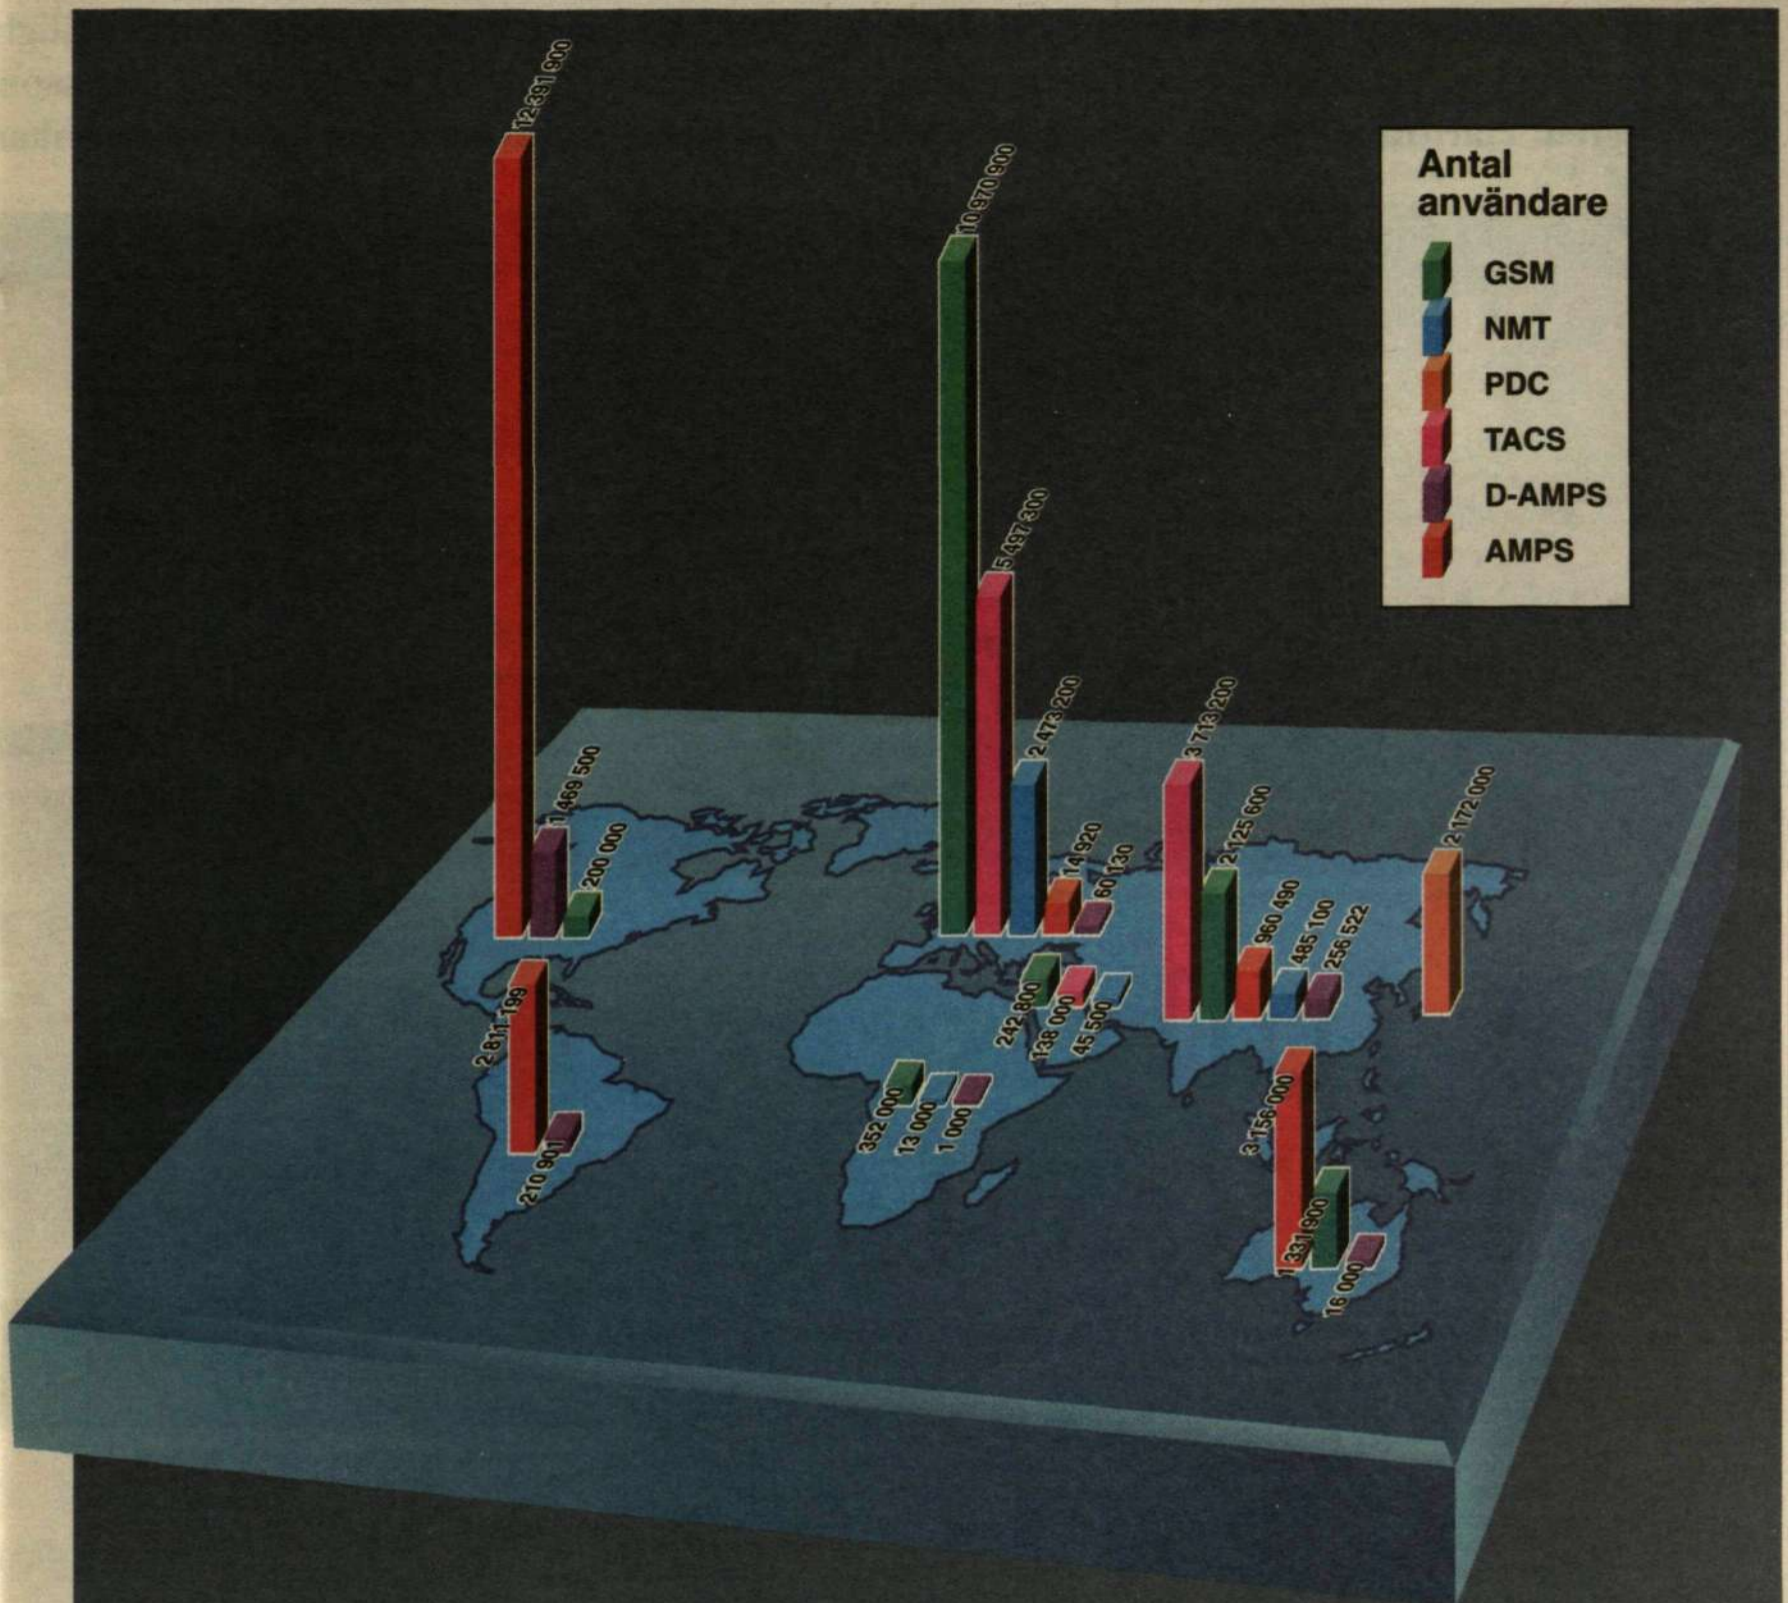 Antal
användare
GSM
NMT
PDC
TACS
D-AMPS
AMPS
12 391 900
1 469 500
200 000
10 970 900
5 497 300
2 473 200
14 920
60 130
3 713 200
2 125 600
960 490
485 100
256 522
2 172 000
2 811 199
210 901
242 800
138 000
45 500
352 000
13 000
1 000
3 156 000
1 331 900
16 000